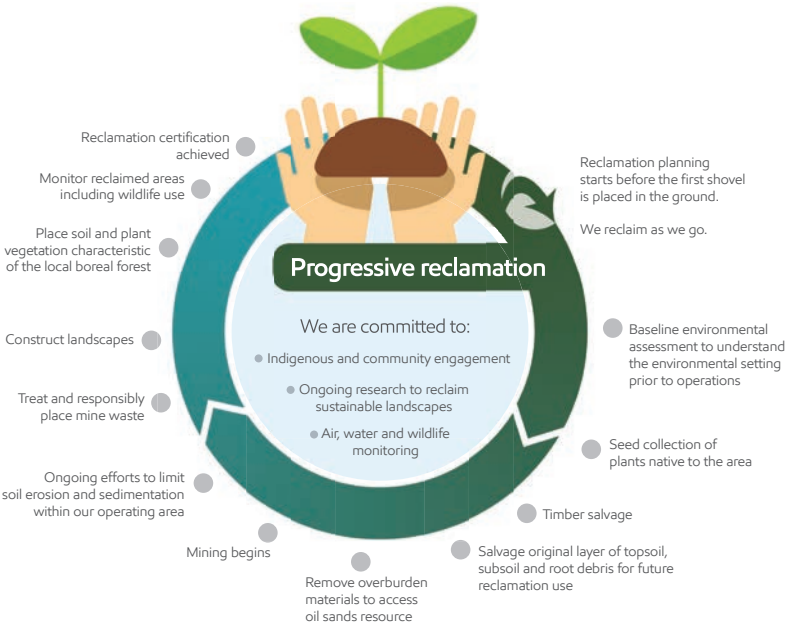 Progressive reclamation
We are committed to:
Indigenous and community engagement
Ongoing research to reclaim
sustainable landscapes
Air, water and wildlife
monitoring
Reclamation planning
starts before the first shovel
is placed in the ground.
We reclaim as we go.
Baseline environmental
assessment to understand
the environmental setting
prior to operations
Seed collection of
plants native to the area
Timber salvage
Salvage original layer of topsoil,
subsoil and root debris for future
reclamation use
Remove overburden
materials to access
oil sands resource
Mining begins
Ongoing efforts to limit
soil erosion and sedimentation
within our operating area
Treat and responsibly
place mine waste
Construct landscapes
Place soil and plant
vegetation characteristic
of the local boreal forest
Monitor reclaimed areas
including wildlife use
Reclamation certification
achieved